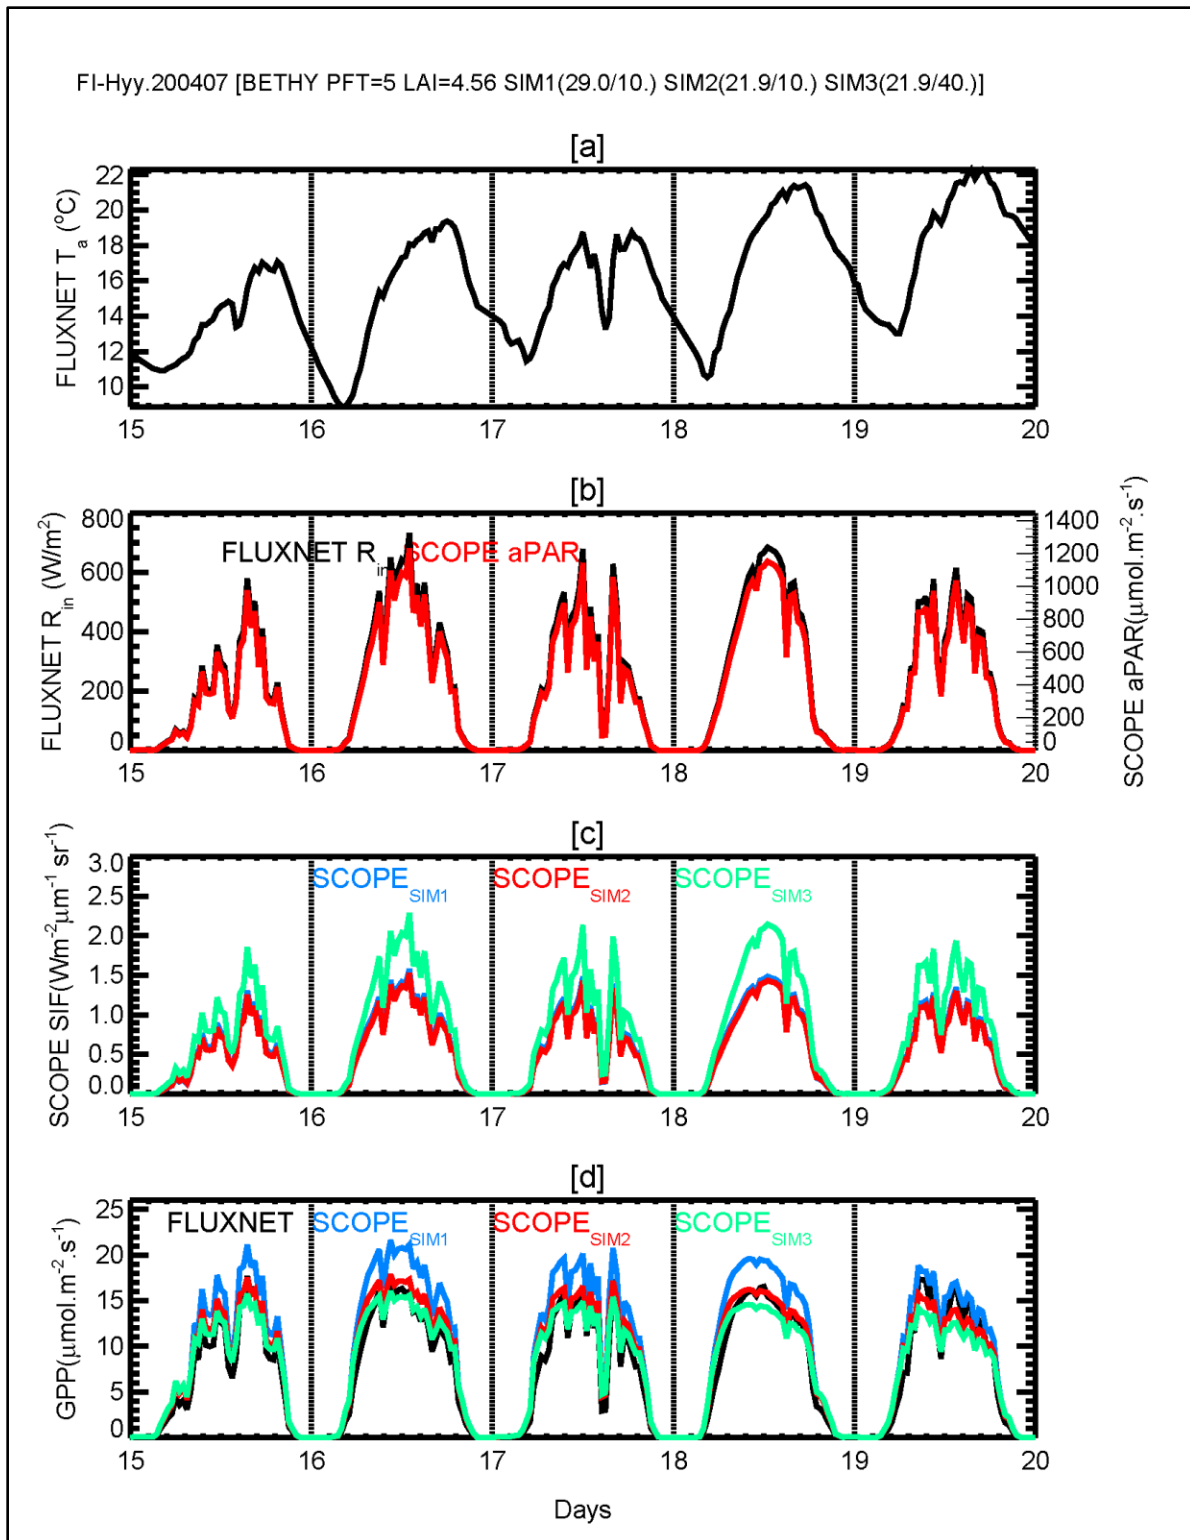 FI-Hyy.200407 [BETHY PFT=5 LAI=4.56 SIM1(29.0/10.) SIM2(21.9/10.) SIM3(21.9/40.)]
[a]
FLUXNET Ta (oC)
22
20
18
16
14
12
10
15 16 17 18 19 20
[b]
FLUXNET Rin (W/m2)
800
600
400
200
0
FLUXNET Rin SCOPE aPAR
1400
1200
1000
800
600
400
200
0
SCOPE aPAR(μmol.m-2.s-1)
15 16 17 18 19 20
[c]
SCOPE SIF(Wm-2μm-1 sr-1)
3.0
2.5
2.0
1.5
1.0
0.5
0.0
SCOPESIM1 SCOPESIM2 SCOPESIM3
15 16 17 18 19 20
[d]
GPP(μmol.m-2.s-1)
25
20
15
10
5
0
FLUXNET SCOPESIM1 SCOPESIM2 SCOPESIM3
15 16 17 18 19 20
Days